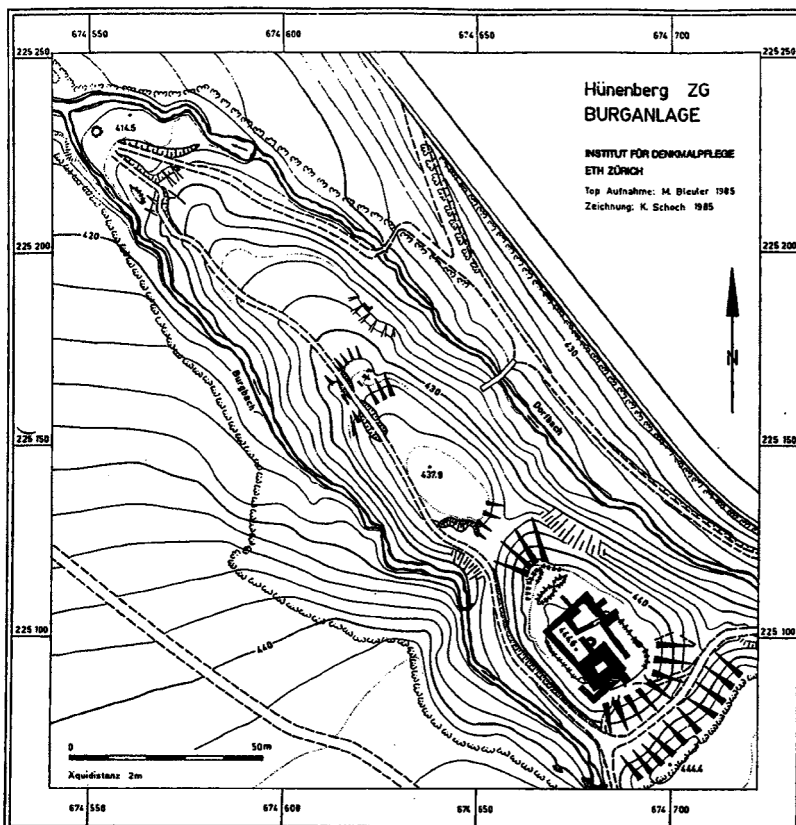 674 550 674 600 674 650 674 700
225 250 225 250
Hünenberg ZG
BURGANLAGE
INSTITUT FÜR DENKMALPFLEGE
ETH ZÜRICH
Top Aufnahme: M. Bleuler 1985
Zeichnung: K. Schoch 1985
414.5
420
225 200 225 200
N
430
Burgbach
430
Dorfbach
225 150 225 150
437.9
440
225 100 225 100
440
0 50m
Äquidistanz 2m
444.4
674 550 674 600 674 650 674 700